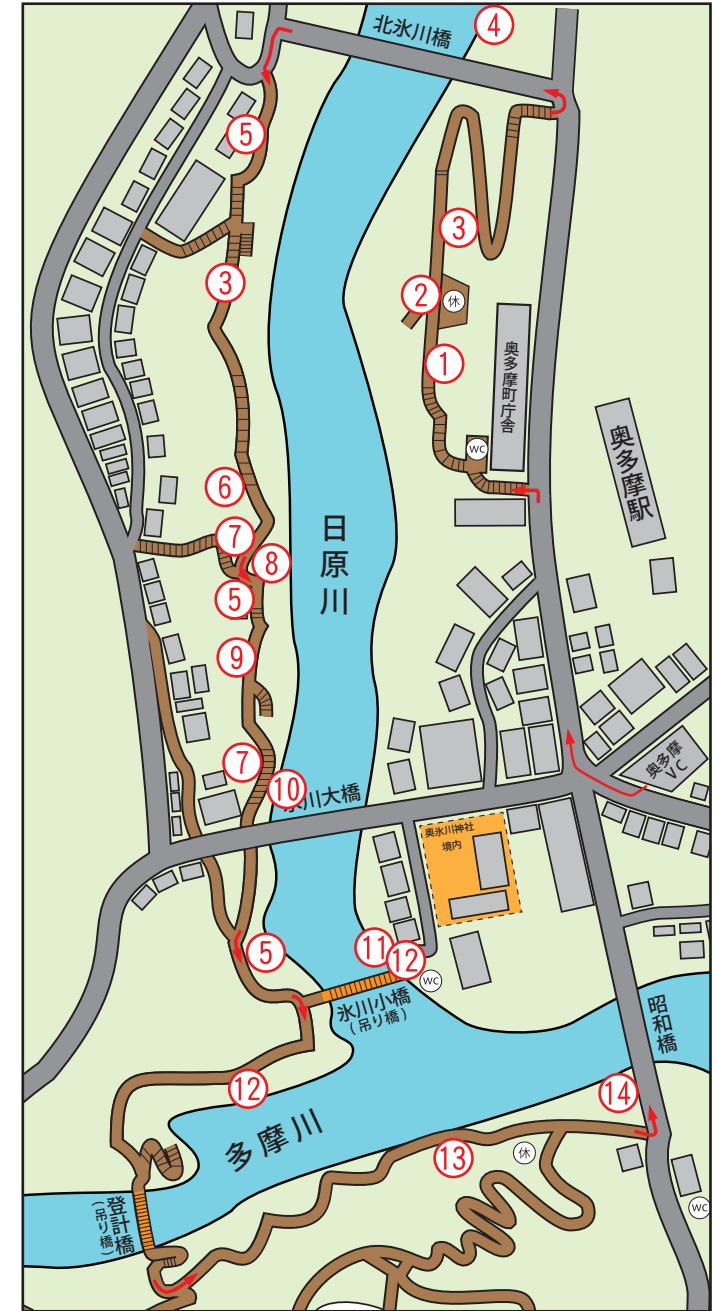 北氷川橋
④
⑤
③
③
②
休
①
奥多摩町庁舎
WC
奥多摩駅
⑥
日原川
⑦
⑧
⑤
⑨
奥多摩
VC
⑦
⑩
氷川大橋
奥氷川神社
境内
⑪
⑤
⑫
WC
氷川小橋
(吊り橋)
昭和橋
⑫
⑭
多摩川
⑬
休
登計橋
(吊り橋)
WC